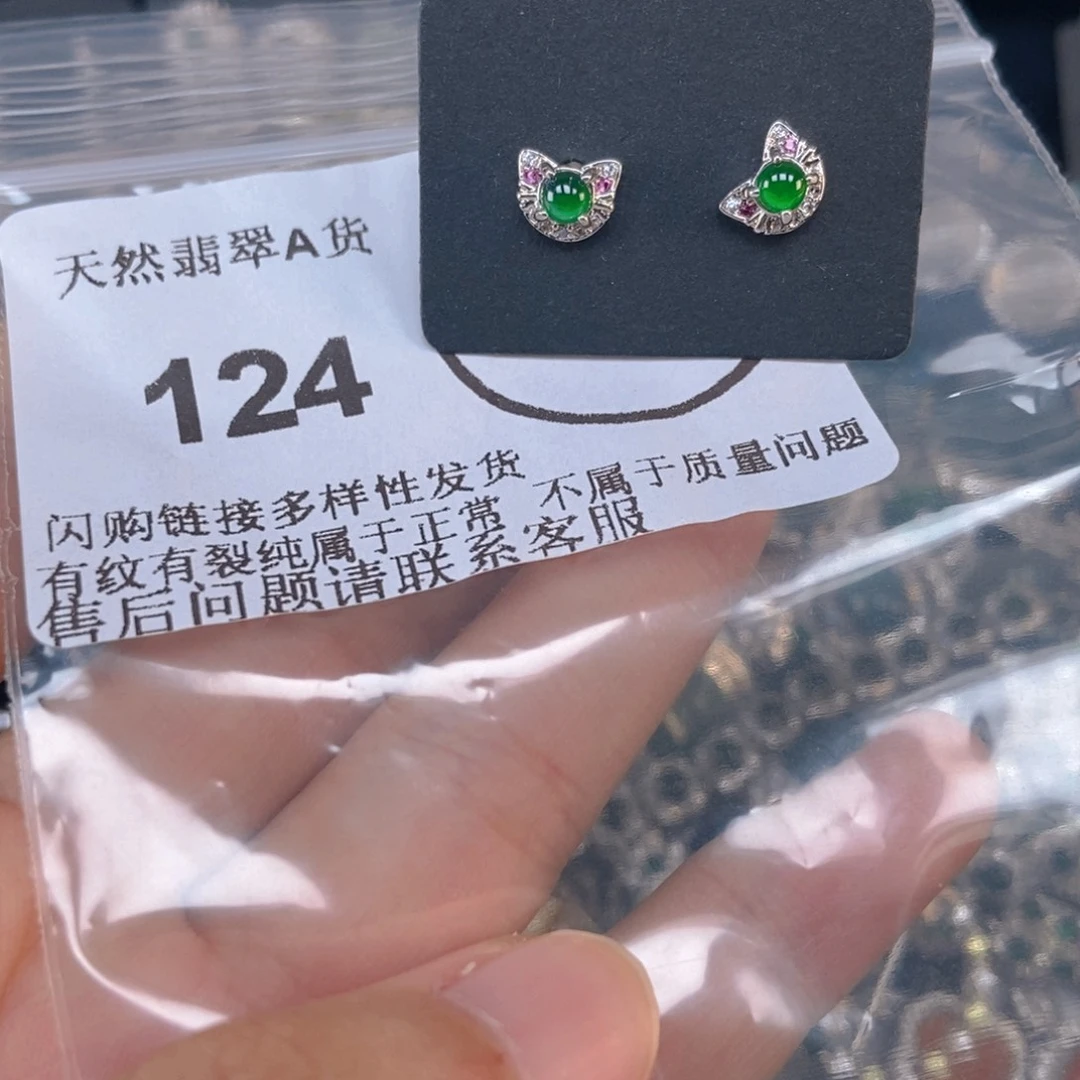 天然翡翠A货
124
闪购链接多样性发货
有纹有裂纯属于正常 不属于质量问题
售后问题请联系客服